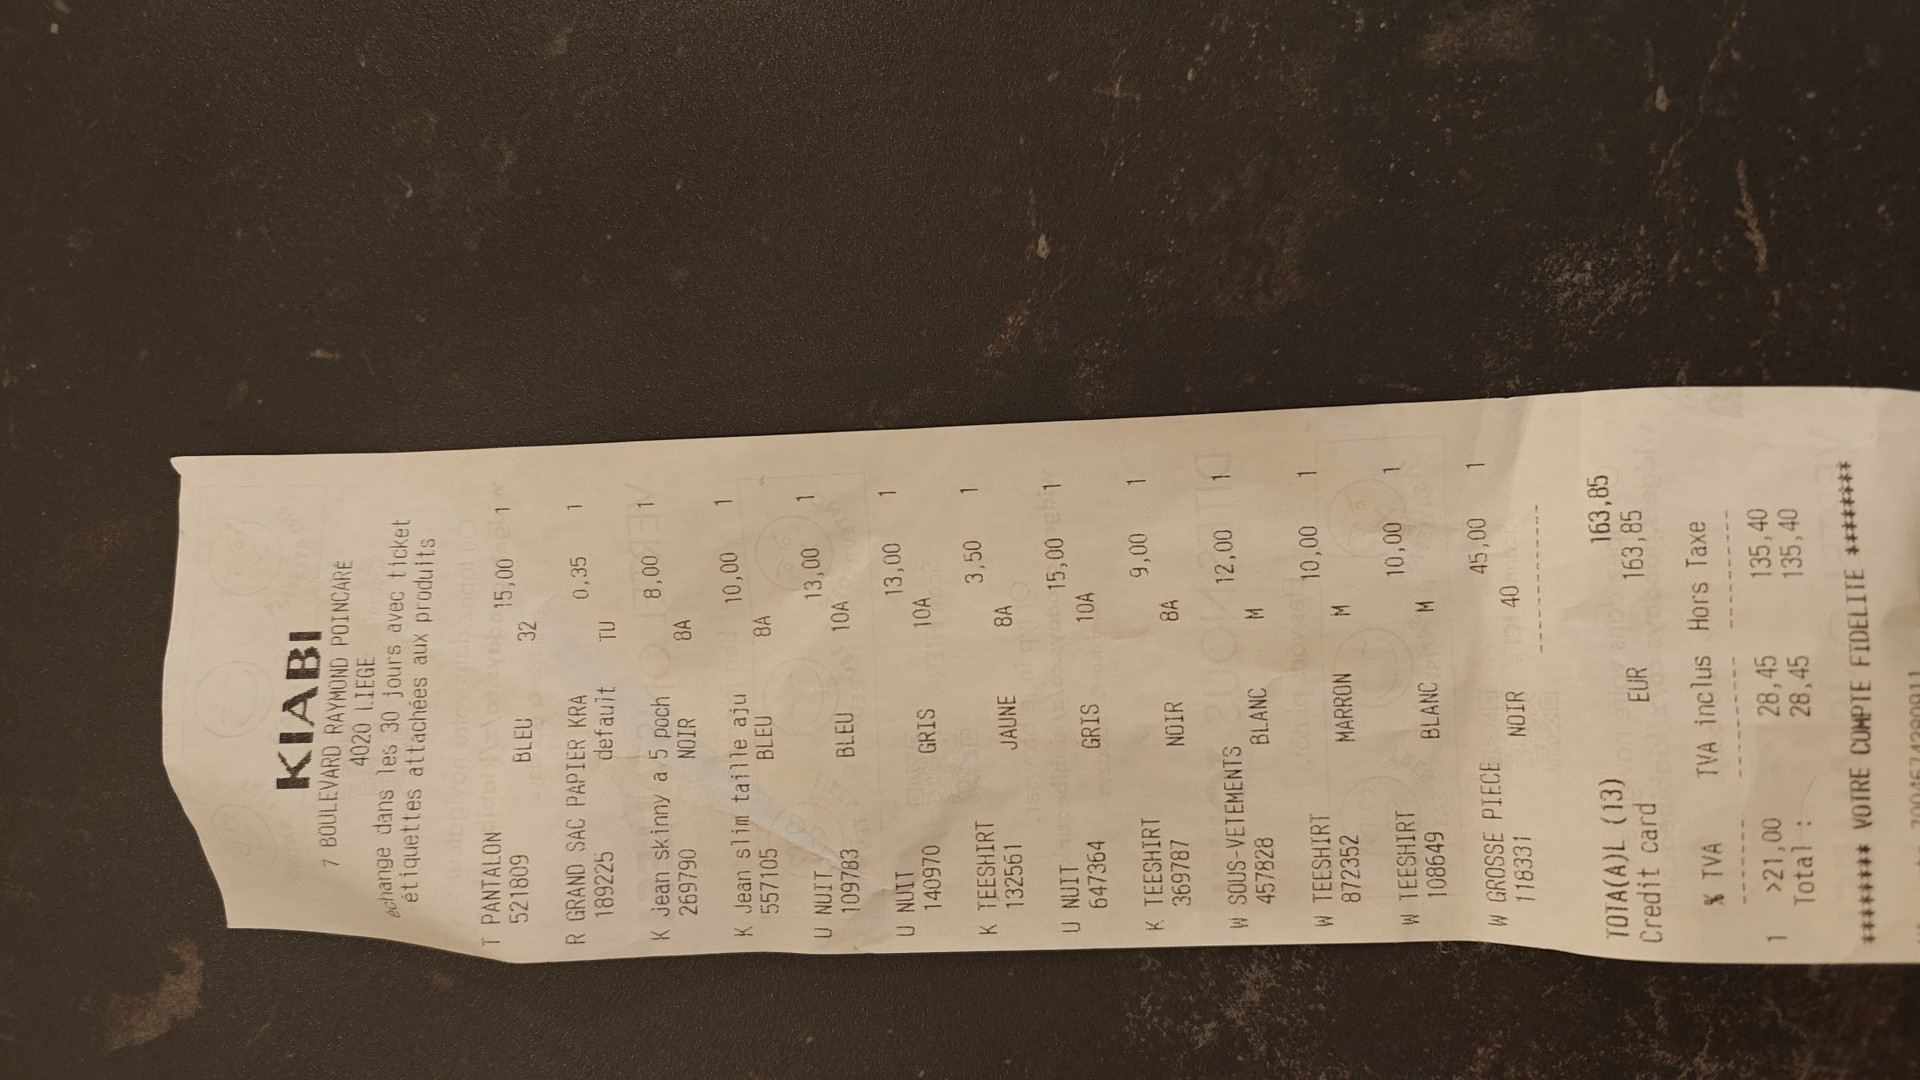 KIABI
7 BOULEVARD RAYMOND POINCARÉ
4020 LIEGE
échange dans les 30 jours avec ticket
étiquettes attachées aux produits
T PANTALON 15,00 1
521809 BLEU 32
R GRAND SAC PAPIER KRA 0,35 1
189225 default TU
K Jean skinny a 5 poch 8,00 1
269790 NOIR 8A
K Jean slim taille aju 10,00 1
557105 BLEU 8A
U NUIT 13,00 1
109783 BLEU 10A
U NUIT 13,00 1
140970 GRIS 10A
K TEESHIRT 3,50 1
132561 JAUNE 8A
U NUIT 15,00 1
647364 GRIS 10A
K TEESHIRT 9,00 1
369787 NOIR 8A
W SOUS-VETEMENTS 12,00 1
457828 BLANC M
W TEESHIRT 10,00 1
872352 MARRON M
W TEESHIRT 10,00 1
108649 BLANC M
W GROSSE PIECE 45,00 1
118331 NOIR 40
----------
TOTA(A)L (13) 163,85
Credit card EUR 163,85
% TVA TVA inclus Hors Taxe
------ ---------- ----------
1 >21,00 28,45 135,40
Total : 28,45 135,40
******* VOTRE COMPTE FIDELITE *******